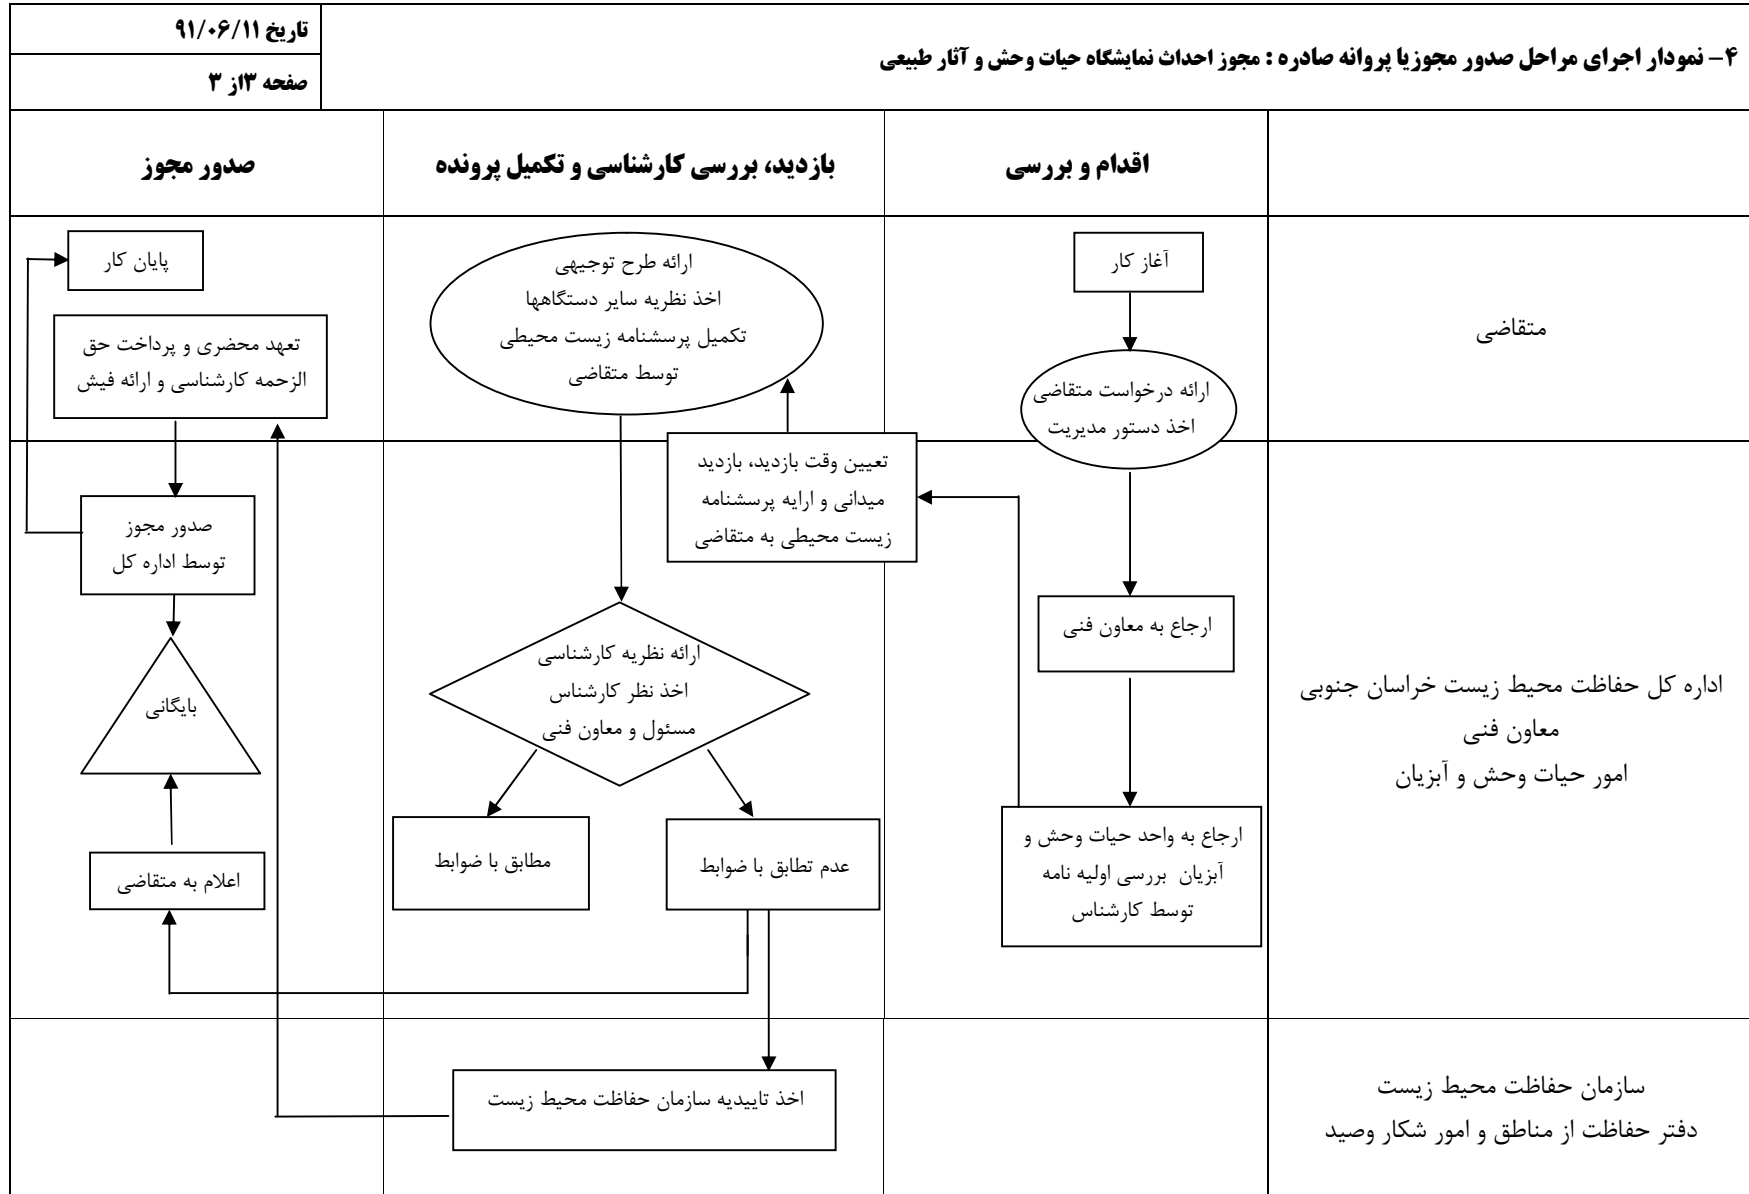 ۴- نمودار اجرای مراحل صدور مجوزیا پروانه صادره : مجوز احداث نمایشگاه حیات وحش و آثار طبیعی
تاریخ ۹۱/۰۶/۱۱
صفحه ۳از ۳
اقدام و بررسی
بازدید، بررسی کارشناسی و تکمیل پرونده
صدور مجوز
متقاضی
آغاز کار
ارائه درخواست متقاضی
اخذ دستور مدیریت
ارائه طرح توجیهی
اخذ نظریه سایر دستگاهها
تکمیل پرسشنامه زیست محیطی
توسط متقاضی
پایان کار
تعهد محضری و پرداخت حق
الزحمه کارشناسی و ارائه فیش
اداره کل حفاظت محیط زیست خراسان جنوبی
معاون فنی
امور حیات وحش و آبزیان
ارجاع به معاون فنی
ارجاع به واحد حیات وحش و
آبزیان بررسی اولیه نامه
توسط کارشناس
تعیین وقت بازدید، بازدید
میدانی و ارایه پرسشنامه
زیست محیطی به متقاضی
ارائه نظریه کارشناسی
اخذ نظر کارشناس
مسئول و معاون فنی
عدم تطابق با ضوابط
مطابق با ضوابط
صدور مجوز
توسط اداره کل
بایگانی
اعلام به متقاضی
سازمان حفاظت محیط زیست
دفتر حفاظت از مناطق و امور شکار وصید
اخذ تاییدیه سازمان حفاظت محیط زیست